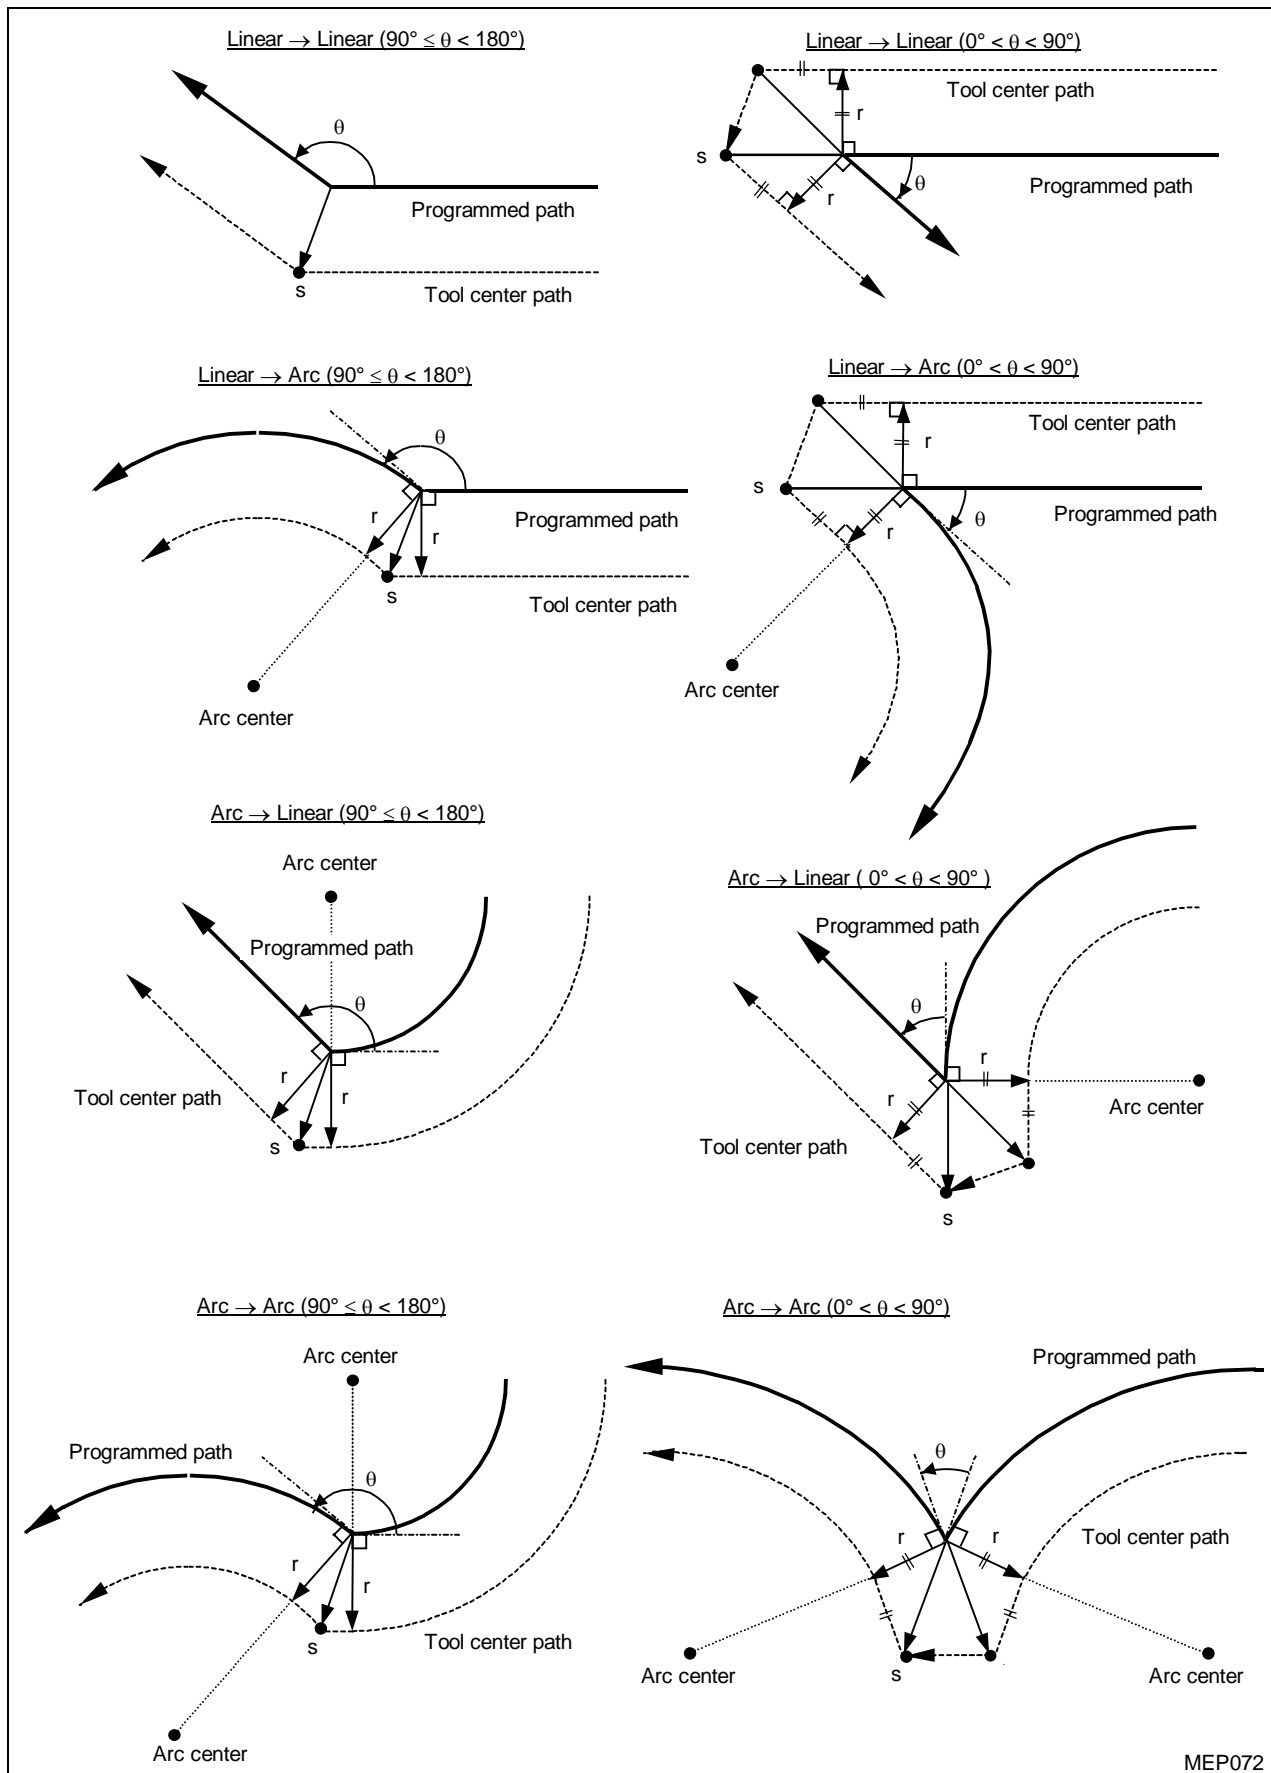 Linear → Linear (90° ≤ θ < 180°)
θ
Programmed path
s
Tool center path
Linear → Linear (0° < θ < 90°)
Tool center path
r
s
θ
Programmed path
r
Linear → Arc (90° ≤ θ < 180°)
θ
r
Programmed path
r
s
Tool center path
Arc center
Linear → Arc (0° < θ < 90°)
Tool center path
r
s
Programmed path
θ
r
Arc center
Arc → Linear (90° ≤ θ < 180°)
Arc center
Programmed path
θ
r
r
Tool center path
s
Arc → Linear ( 0° < θ < 90° )
Programmed path
θ
r
r
Arc center
Tool center path
s
Arc → Arc (90° ≤ θ < 180°)
Arc center
Programmed path
θ
r
r
s
Tool center path
Arc center
Arc → Arc (0° < θ < 90°)
Programmed path
θ
r
r
Tool center path
s
Arc center
Arc center
MEP072